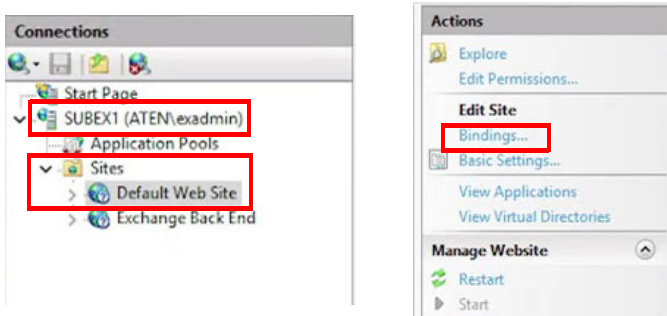 Connections
Start Page
SUBEX1 (ATEN\exadmin)
Application Pools
Sites
Default Web Site
Exchange Back End
Actions
Explore
Edit Permissions...
Edit Site
Bindings...
Basic Settings...
View Applications
View Virtual Directories
Manage Website
Restart
Start